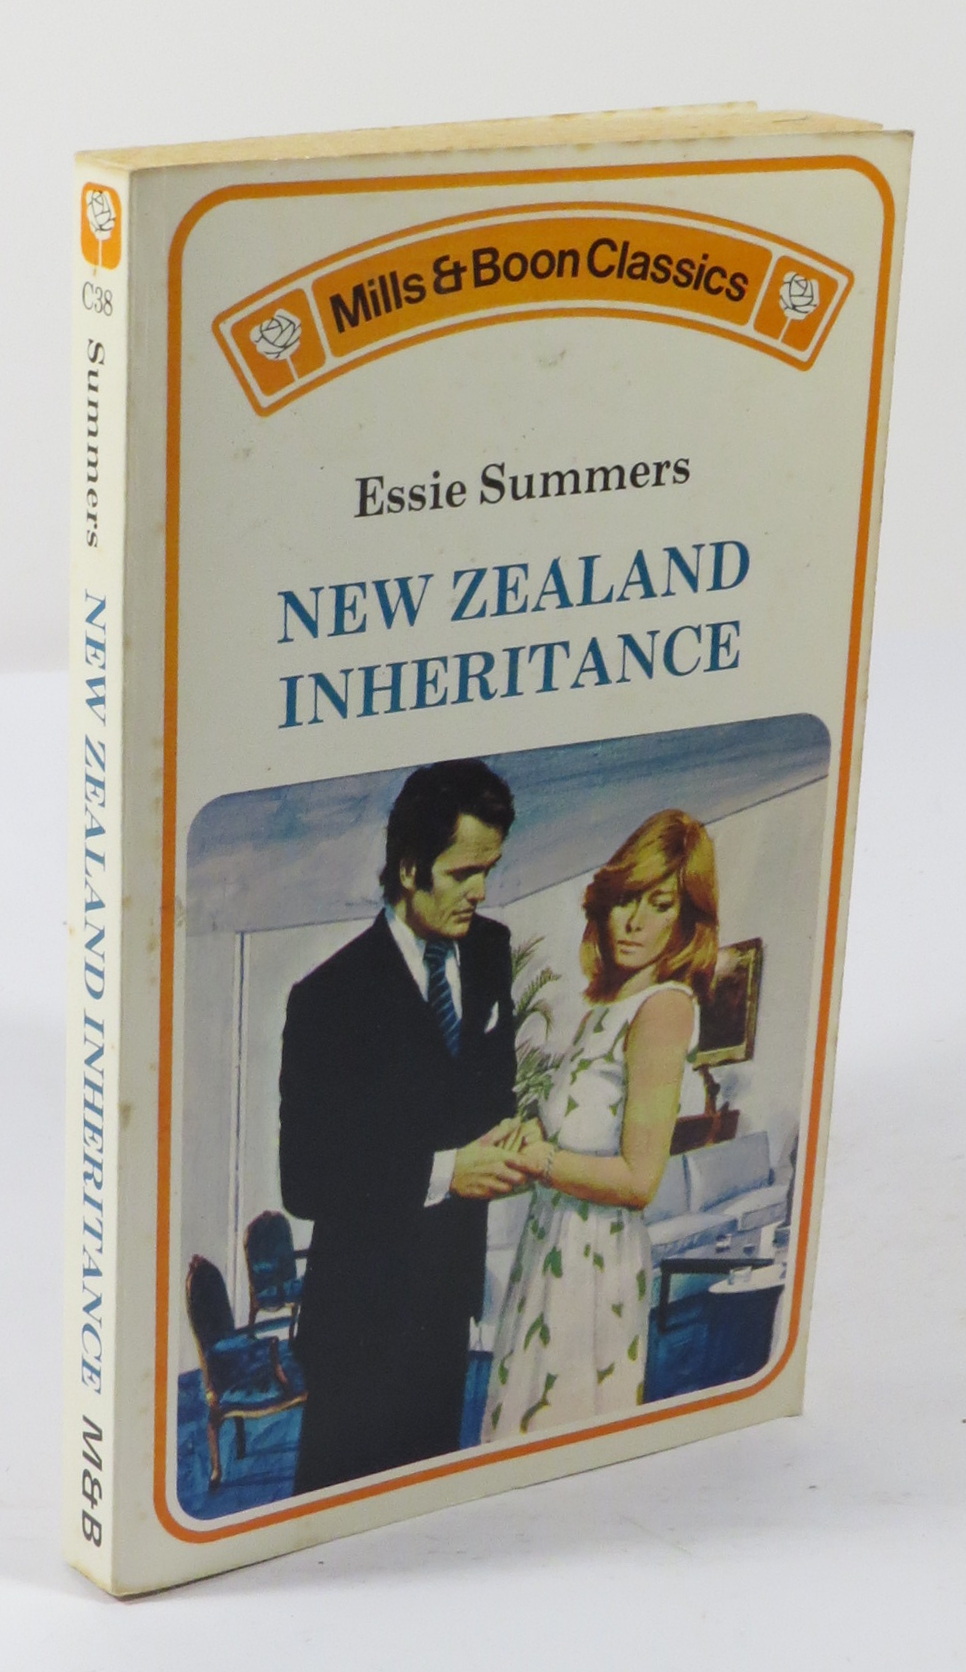 Mills & Boon Classics
Essie Summers
NEW ZEALAND
INHERITANCE
C38 Summers NEW ZEALAND INHERITANCE M&B